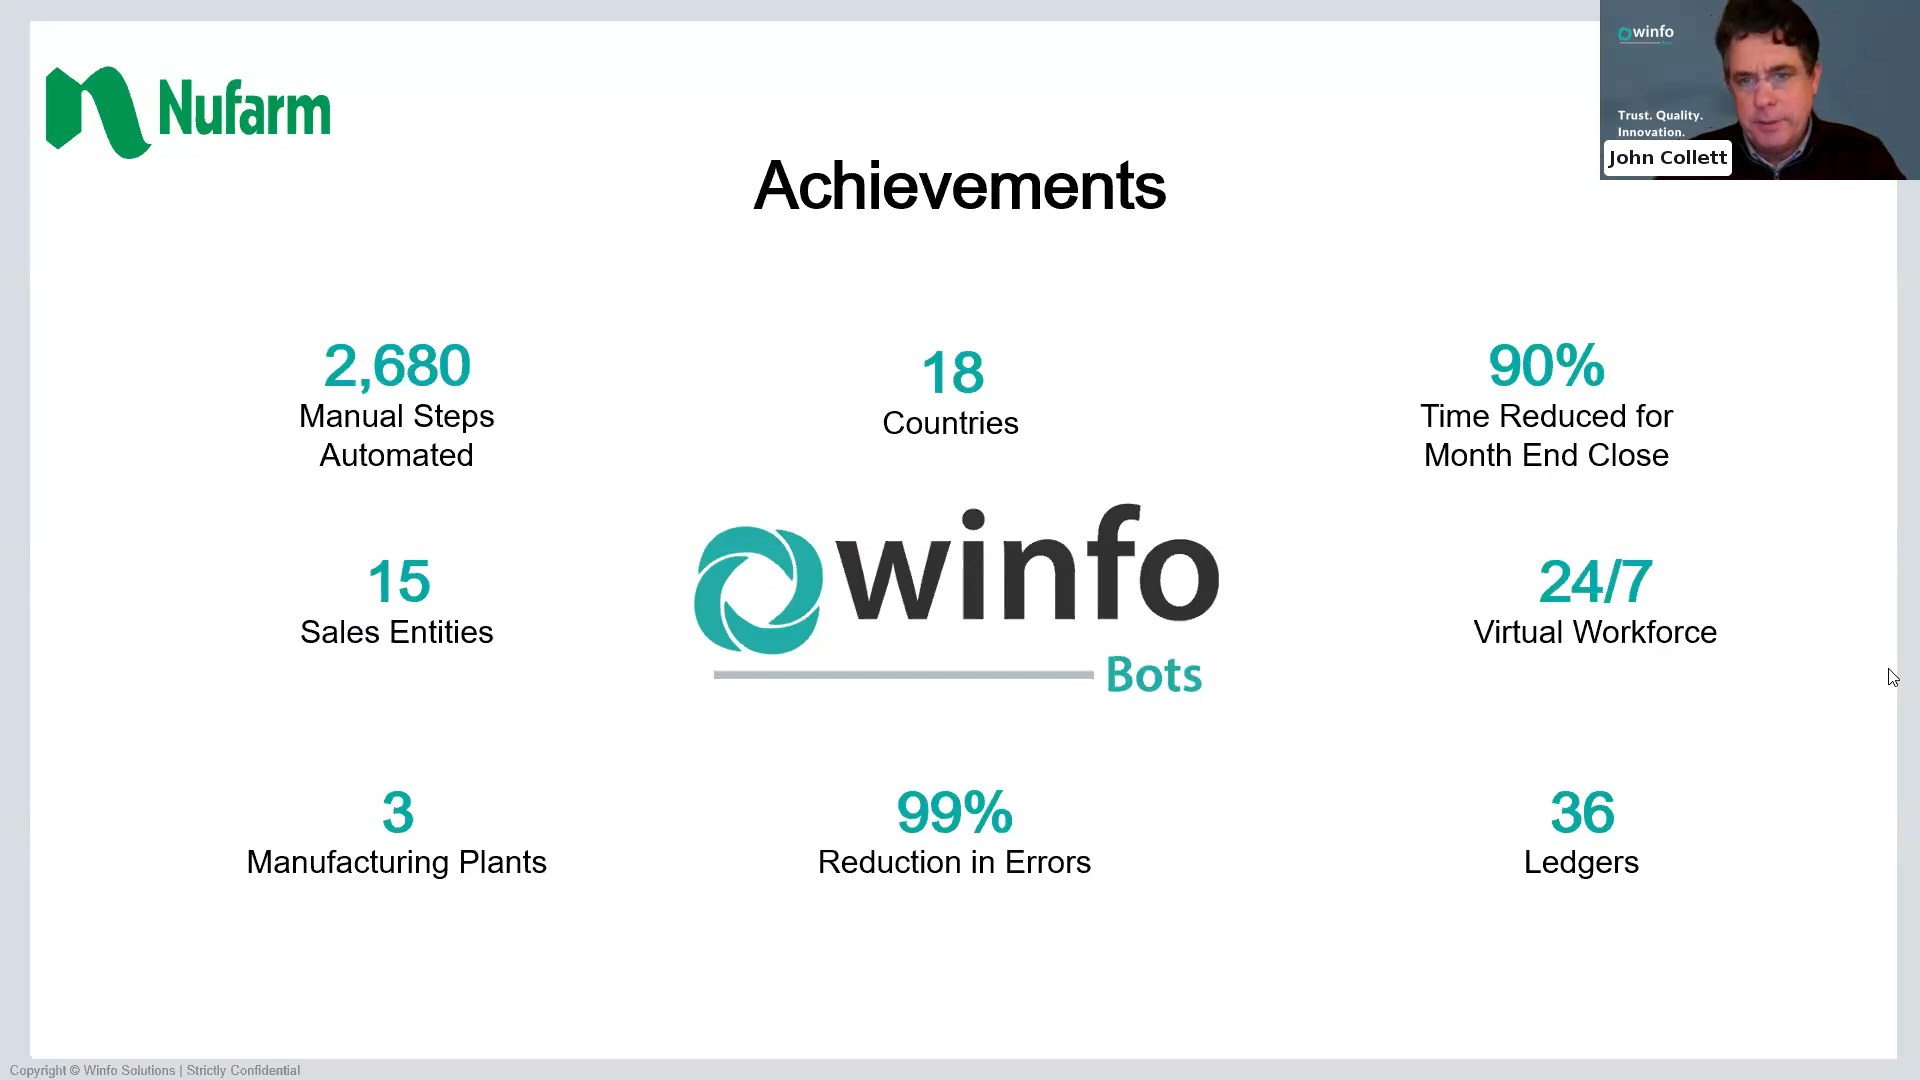 Nufarm
winfo
Trust. Quality.
Innovation.
John Collett
Achievements
2,680
Manual Steps
Automated
18
Countries
90%
Time Reduced for
Month End Close
15
Sales Entities
winfo
Bots
24/7
Virtual Workforce
3
Manufacturing Plants
99%
Reduction in Errors
36
Ledgers
Copyright © Winfo Solutions | Strictly Confidential